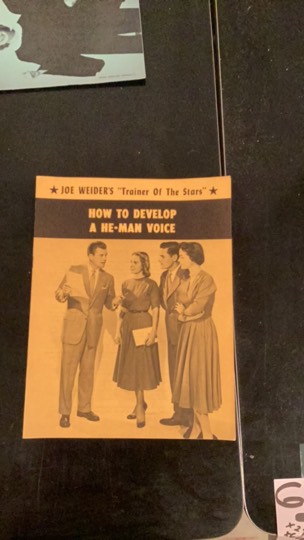 ★ JOE WEIDER'S "Trainer Of The Stars" ★
HOW TO DEVELOP
A HE-MAN VOICE